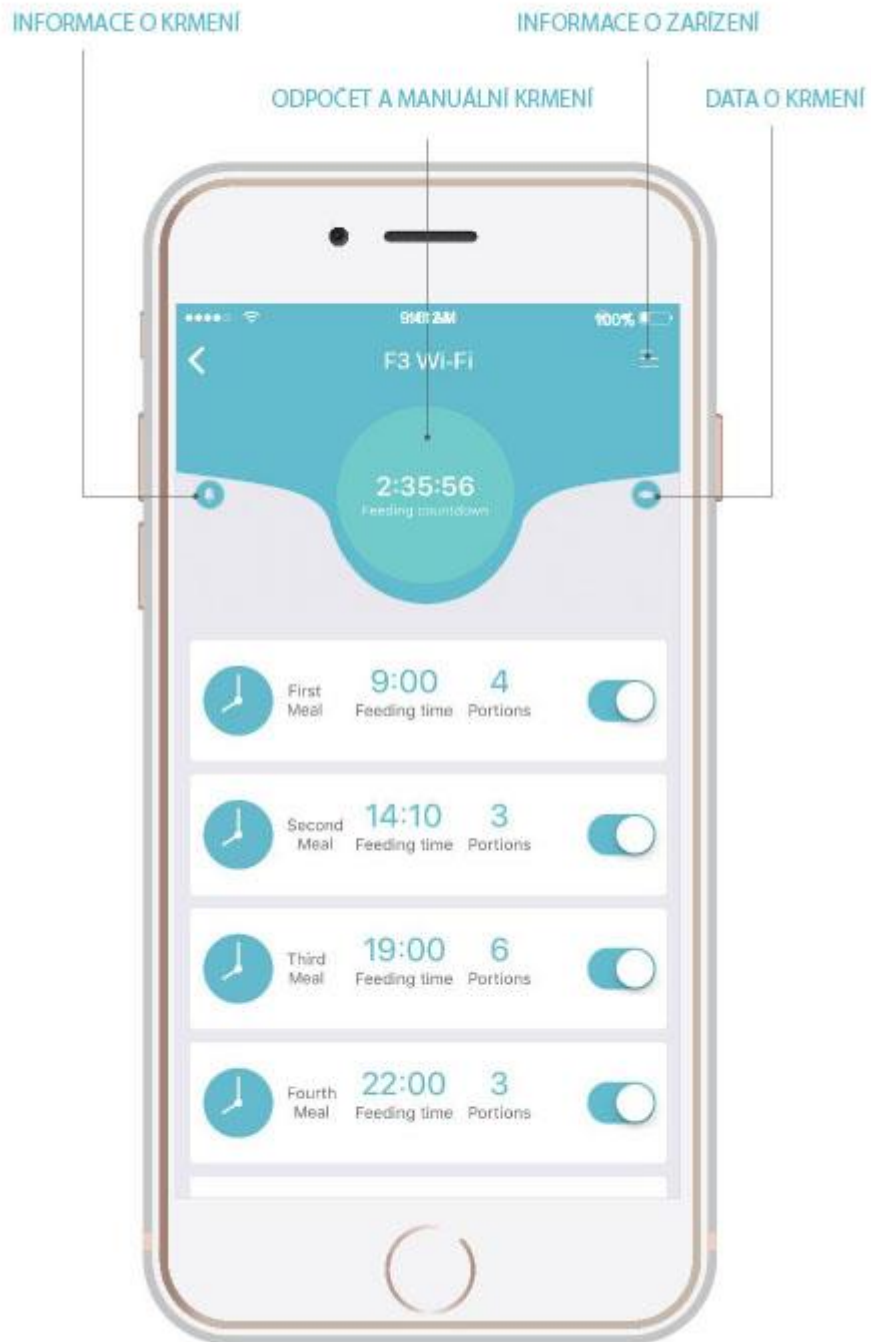 INFORMACE O KRMENÍ
INFORMACE O ZAŘÍZENÍ
ODPOČET A MANUÁLNÍ KRMENÍ
DATA O KRMENÍ
100%
F3 Wi-Fi
2:35:56
Feeding countdown
First
Meal
9:00
Feeding time
4
Portions
Second
Meal
14:10
Feeding time
3
Portions
Third
Meal
19:00
Feeding time
6
Portions
Fourth
Meal
22:00
Feeding time
3
Portions